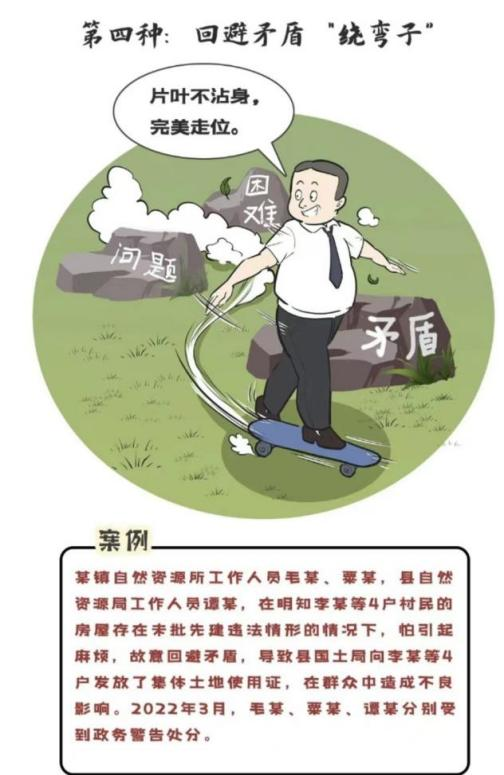 第四种：回避矛盾“绕弯子”
片叶不沾身，
完美走位。
困
难
问题
矛盾
案例
某镇自然资源所工作人员毛某、粟某，县自然
资源局工作人员谭某，在明知李某等4户村民的
房屋存在未批先建违法情形的情况下，怕引起
麻烦，故意回避矛盾，导致县国土局向李某等4
户发放了集体土地使用证，在群众中造成不良
影响。2022年3月，毛某、粟某、谭某分别受
到政务警告处分。